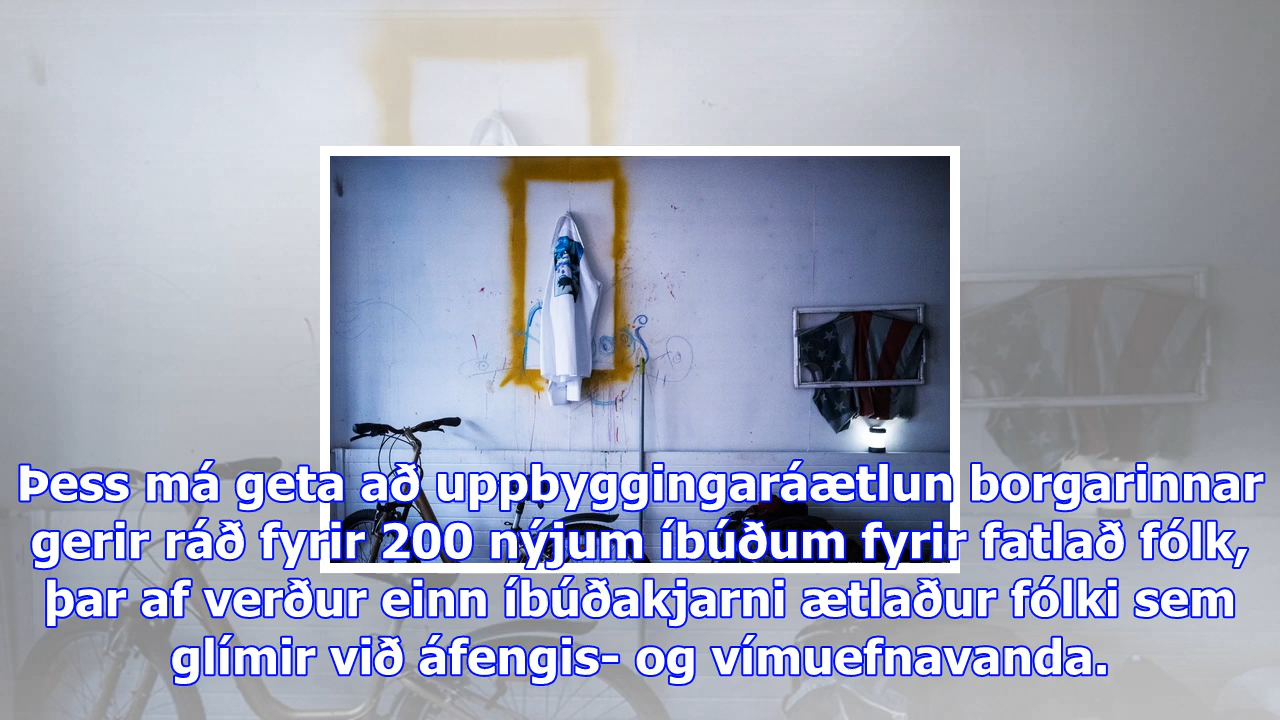 Þess má geta að uppbyggingaráætlun borgarinnar
gerir ráð fyrir 200 nýjum íbúðum fyrir fatlað fólk,
þar af verður einn íbúðakjarni ætlaður fólki sem
glímir við áfengis- og vímuefnavanda.